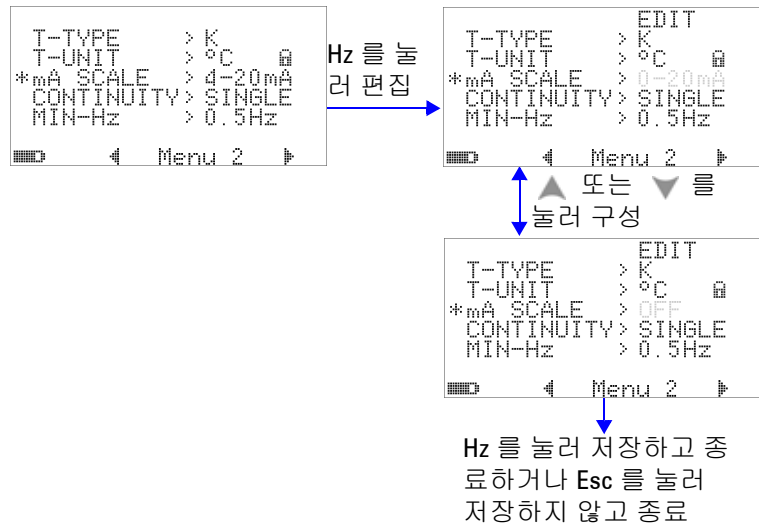 T-TYPE > K
T-UNIT > °C
*mA SCALE > 4-20mA
CONTINUITY> SINGLE
MIN-Hz > 0.5Hz
Menu 2
Hz 를 눌
러 편집
EDIT
T-TYPE > K
T-UNIT > °C
*mA SCALE > 0-20mA
CONTINUITY> SINGLE
MIN-Hz > 0.5Hz
Menu 2
또는 를
눌러 구성
EDIT
T-TYPE > K
T-UNIT > °C
*mA SCALE > OFF
CONTINUITY> SINGLE
MIN-Hz > 0.5Hz
Menu 2
Hz 를 눌러 저장하고 종
료하거나 Esc 를 눌러
저장하지 않고 종료